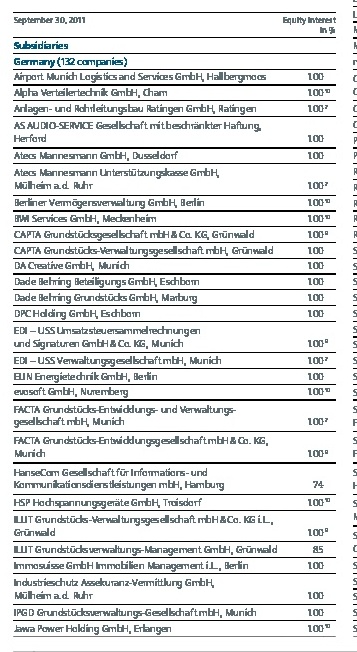 September 30, 2011 Equity interest
in %
Subsidiaries
Germany (132 companies)
Airport Munich Logistics and Services GmbH, Hallbergmoos 100
Alpha Verteilertechnik GmbH, Cham 100¹⁰
Anlagen- und Rohrleitungsbau Ratingen GmbH, Ratingen 100⁷
AS AUDIO-SERVICE Gesellschaft mit beschränkter Haftung,
Herford 100
Atecs Mannesmann GmbH, Dusseldorf 100
Atecs Mannesmann Unterstützungskasse GmbH,
Mülheim a.d. Ruhr 100⁷
Berliner Vermögensverwaltung GmbH, Berlin 100¹⁰
BWI Services GmbH, Meckenheim 100¹⁰
CAPTA Grundstücksgesellschaft mbH & Co. KG, Grünwald 100⁹
CAPTA Grundstücks-Verwaltungsgesellschaft mbH, Grünwald 100
DA Creative GmbH, Munich 100
Dade Behring Beteiligungs GmbH, Eschborn 100
Dade Behring Grundstücks GmbH, Marburg 100
DPC Holding GmbH, Eschborn 100
EDI – USS Umsatzsteuersammelrechnungen
und Signaturen GmbH & Co. KG, Munich 100⁹
EDI – USS Verwaltungsgesellschaft mbH, Munich 100⁷
ELIN Energietechnik GmbH, Berlin 100
evosoft GmbH, Nuremberg 100¹⁰
FACTA Grundstücks-Entwicklungs- und Verwaltungs-
gesellschaft mbH, Munich 100⁷
FACTA Grundstücks-Entwicklungsgesellschaft mbH & Co. KG,
Munich 100⁹
HanseCom Gesellschaft für Informations- und
Kommunikationsdienstleistungen mbH, Hamburg 74
HSP Hochspannungsgeräte GmbH, Troisdorf 100¹⁰
ILLIT Grundstücks-Verwaltungsgesellschaft mbH & Co. KG i.L.,
Grünwald 100⁹
ILLIT Grundstücksverwaltungs-Management GmbH, Grünwald 85
Immosuisse GmbH Immobilien Management i.L., Berlin 100
Industrieschutz Assekuranz-Vermittlung GmbH,
Mülheim a.d. Ruhr 100
IPGD Grundstücksverwaltungs-Gesellschaft mbH, Munich 100
Jawa Power Holding GmbH, Erlangen 100¹⁰